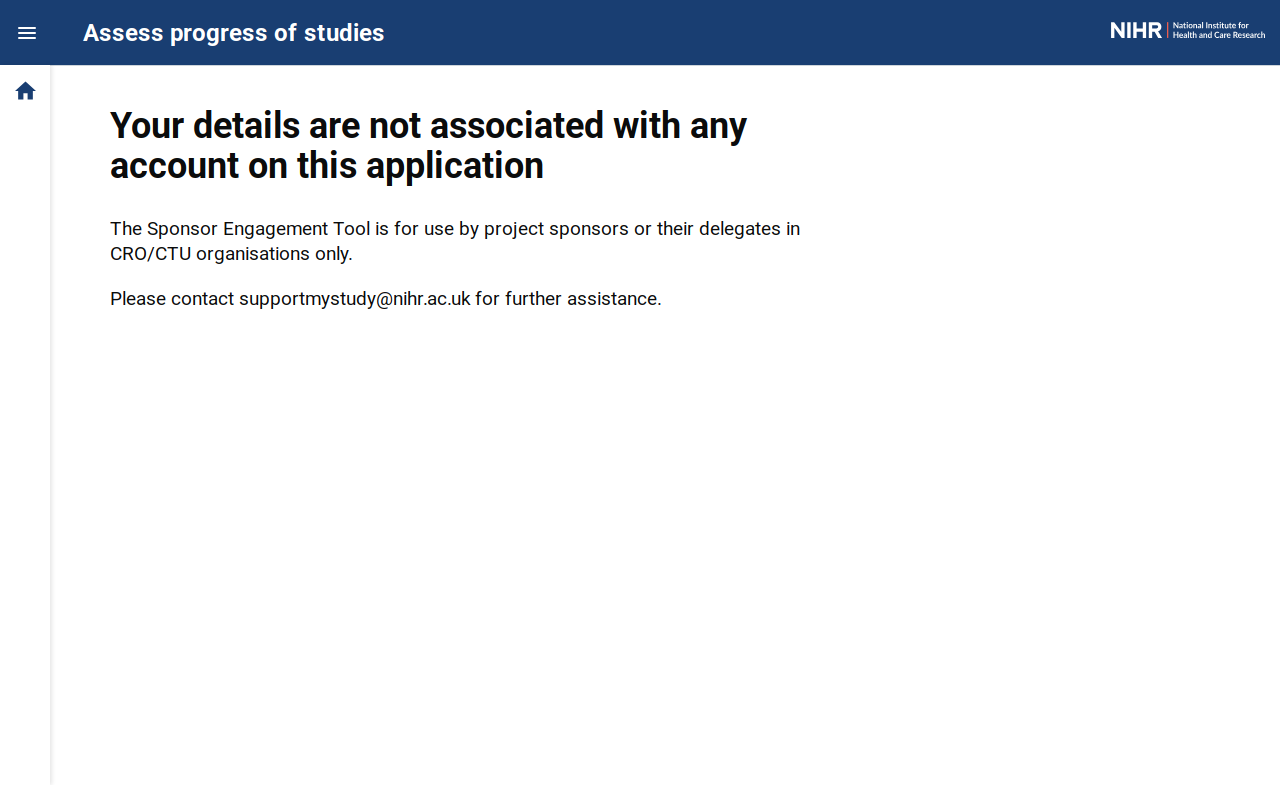 Assess progress of studies
NIHR | National Institute for
Health and Care Research
Your details are not associated with any
account on this application
The Sponsor Engagement Tool is for use by project sponsors or their delegates in
CRO/CTU organisations only.
Please contact supportmystudy@nihr.ac.uk for further assistance.